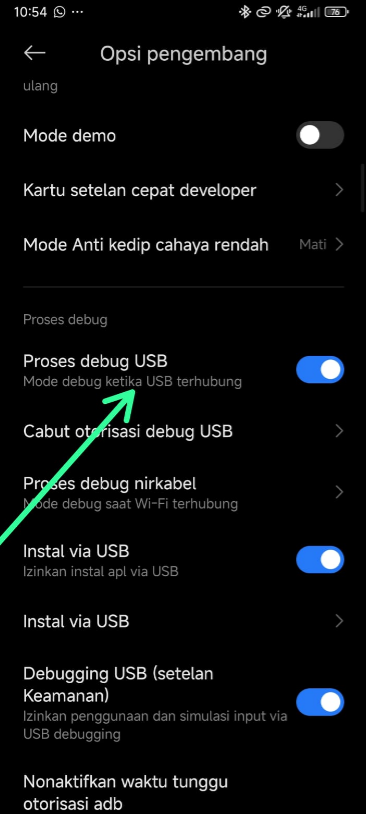 10:54
4G
76
Opsi pengembang
ulang
Mode demo
Kartu setelan cepat developer
Mode Anti kedip cahaya rendah
Mati
Proses debug
Proses debug USB
Mode debug ketika USB terhubung
Cabut otorisasi debug USB
Proses debug nirkabel
Mode debug saat Wi-Fi terhubung
Instal via USB
Izinkan instal apl via USB
Instal via USB
Debugging USB (setelan
Keamanan)
Izinkan penggunaan dan simulasi input via
USB debugging
Nonaktifkan waktu tunggu
otorisasi adb